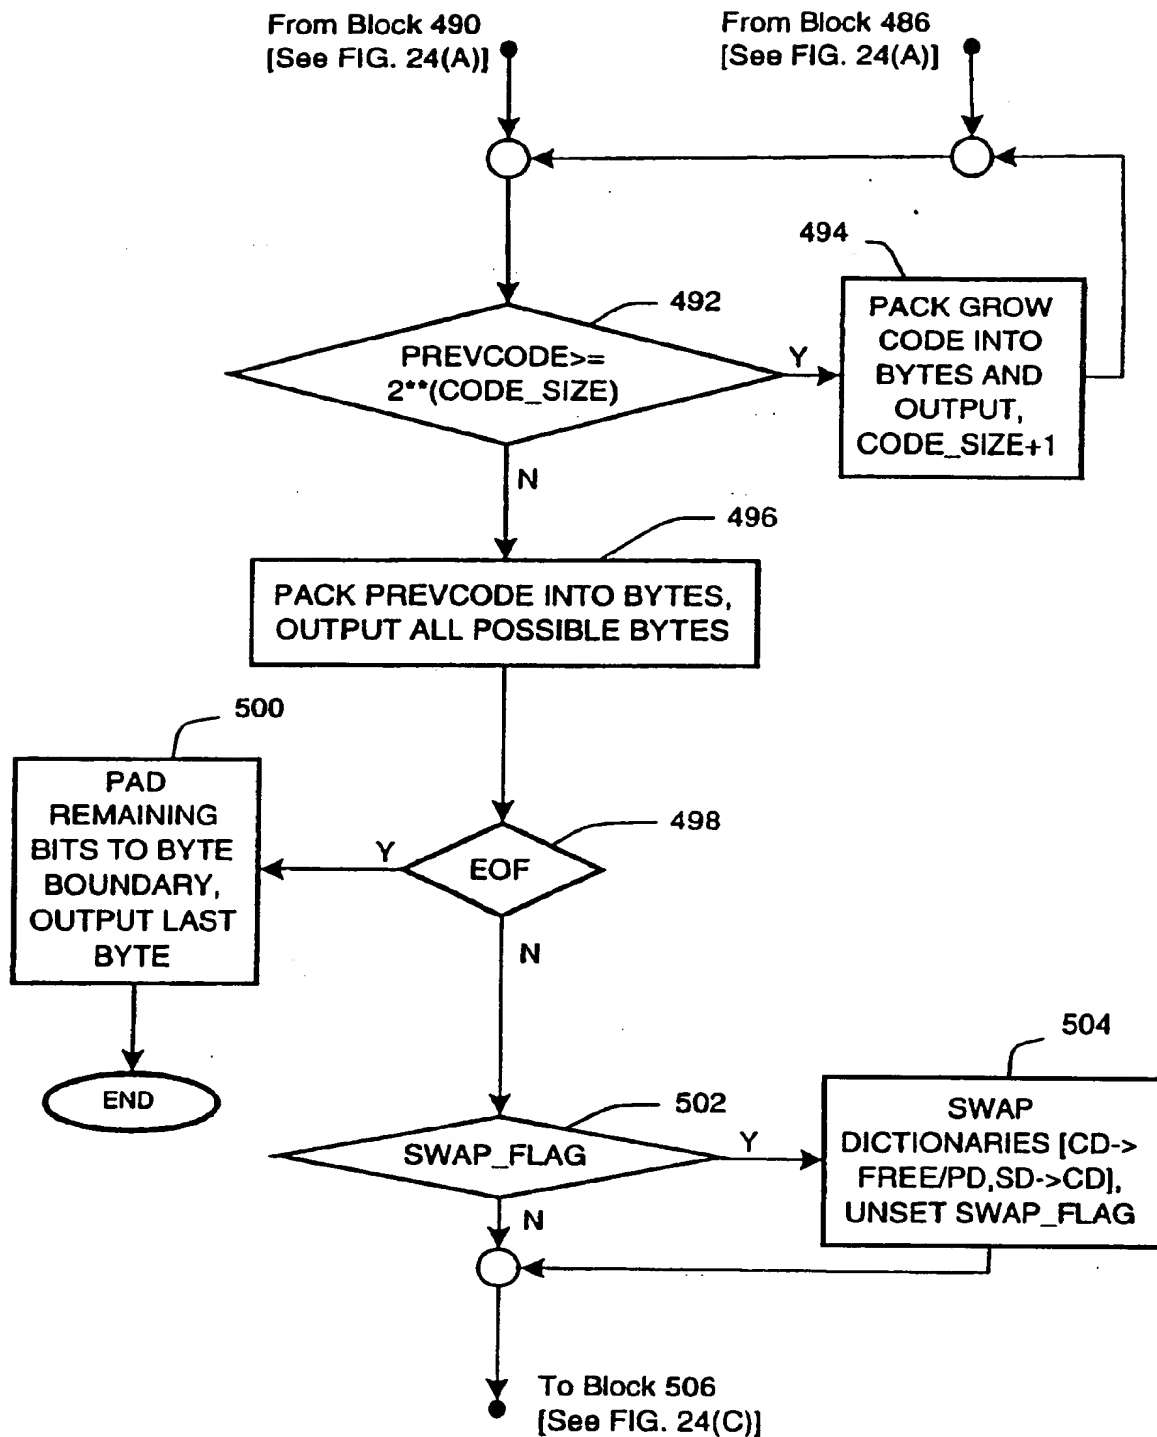 From Block 490
[See FIG. 24(A)]
From Block 486
[See FIG. 24(A)]
494
492
PREVCODE>=
2**(CODE_SIZE)
Y
PACK GROW
CODE INTO
BYTES AND
OUTPUT,
CODE_SIZE+1
N
496
PACK PREVCODE INTO BYTES,
OUTPUT ALL POSSIBLE BYTES
500
PAD
REMAINING
BITS TO BYTE
BOUNDARY,
OUTPUT LAST
BYTE
498
Y
EOF
N
END
504
502
SWAP_FLAG
Y
SWAP
DICTIONARIES [CD->
FREE/PD,SD->CD],
UNSET SWAP_FLAG
N
To Block 506
[See FIG. 24(C)]